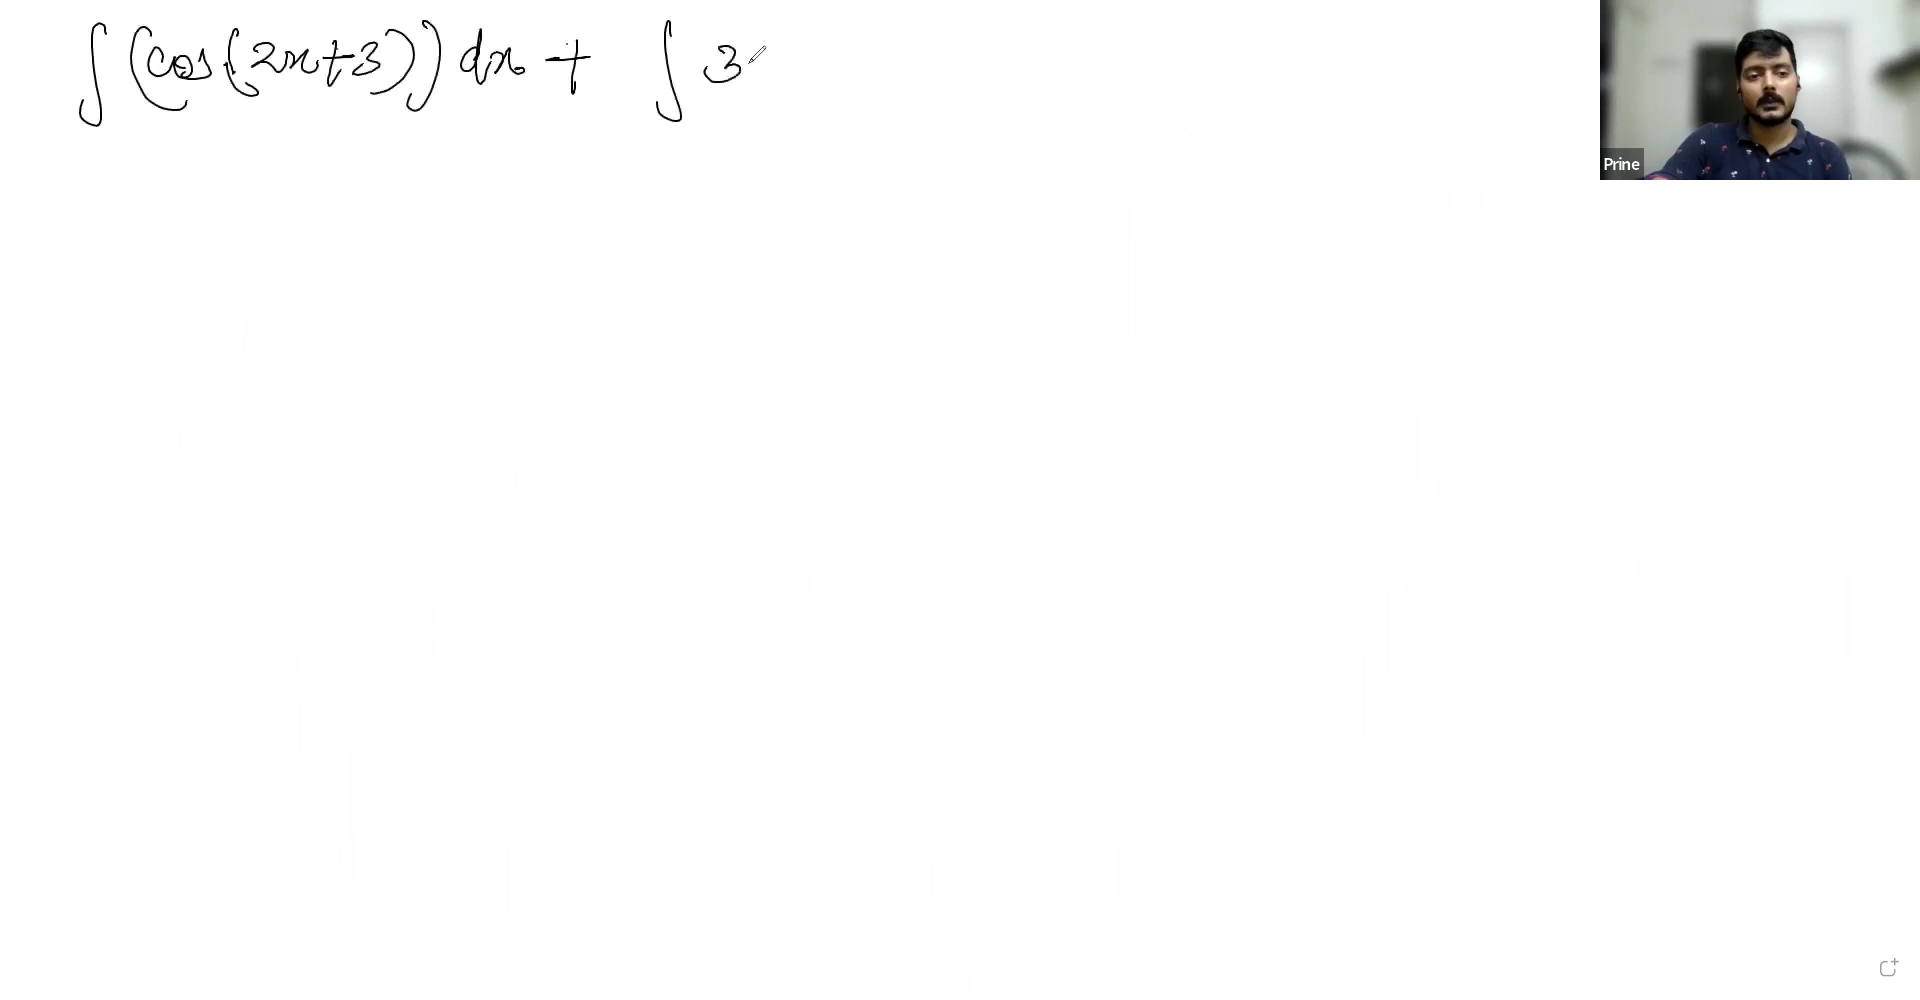 ∫(cos(2x+3))dx + ∫3
Prine